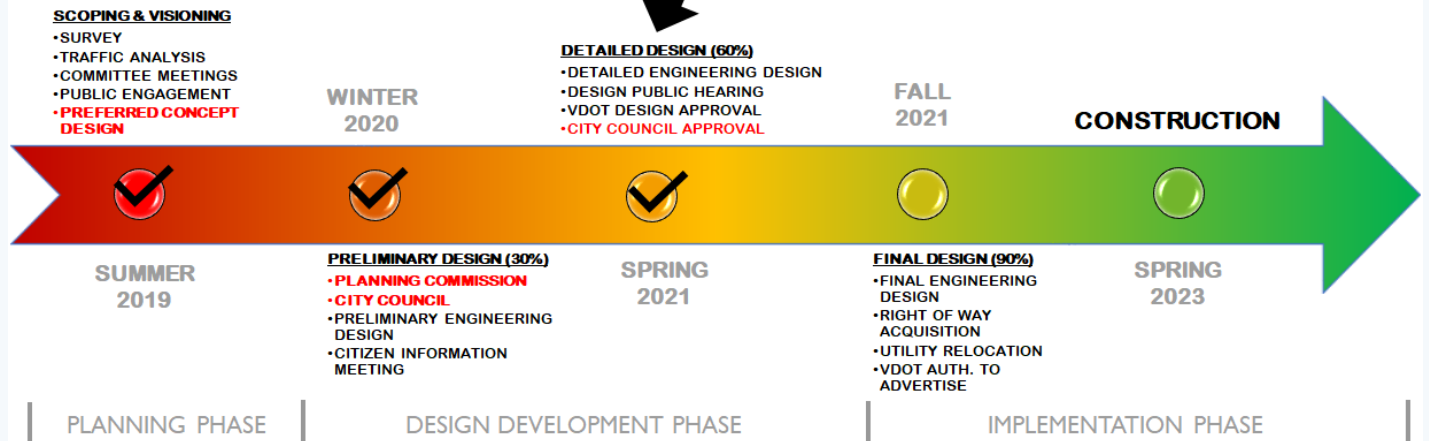 SCOPING & VISIONING
•SURVEY
•TRAFFIC ANALYSIS
•COMMITTEE MEETINGS
•PUBLIC ENGAGEMENT
•PREFERRED CONCEPT
DESIGN
WINTER
2020
DETAILED DESIGN (60%)
•DETAILED ENGINEERING DESIGN
•DESIGN PUBLIC HEARING
•VDOT DESIGN APPROVAL
•CITY COUNCIL APPROVAL
FALL
2021
CONSTRUCTION
SUMMER
2019
PRELIMINARY DESIGN (30%)
•PLANNING COMMISSION
•CITY COUNCIL
•PRELIMINARY ENGINEERING
DESIGN
•CITIZEN INFORMATION
MEETING
SPRING
2021
FINAL DESIGN (90%)
•FINAL ENGINEERING
DESIGN
•RIGHT OF WAY
ACQUISITION
•UTILITY RELOCATION
•VDOT AUTH. TO
ADVERTISE
SPRING
2023
PLANNING PHASE
DESIGN DEVELOPMENT PHASE
IMPLEMENTATION PHASE